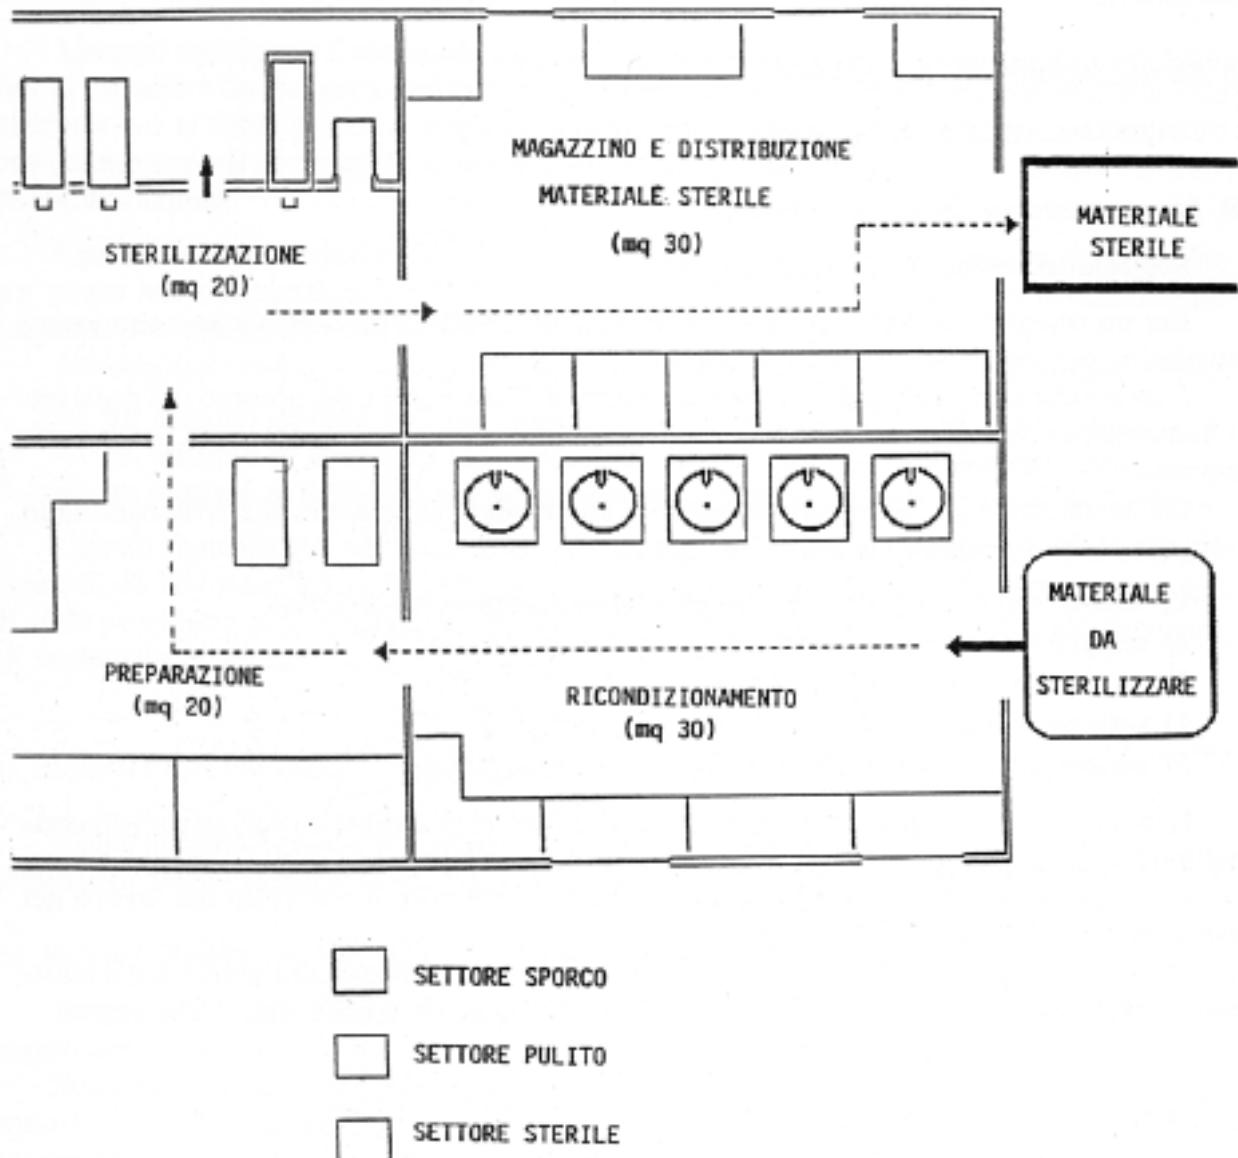 MAGAZZINO E DISTRIBUZIONE
MATERIALE STERILE
(mq 30)
MATERIALE
STERILE
STERILIZZAZIONE
(mq 20)
MATERIALE
DA
STERILIZZARE
PREPARAZIONE
(mq 20)
RICONDIZIONAMENTO
(mq 30)
SETTORE SPORCO
SETTORE PULITO
SETTORE STERILE